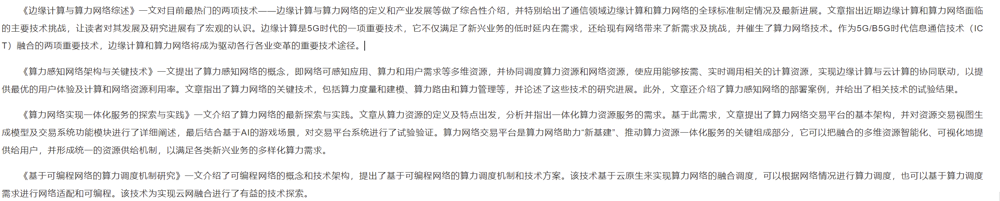 《边缘计算与算力网络综述》一文对目前最热门的两项技术——边缘计算与算力网络的定义和产业发展等做了综合性介绍，并特别给出了通信领域边缘计算和算力网络的全球标准制定情况及最新进展。文章指出近期边缘计算和算力网络面临
的主要技术挑战，让读者对其发展及研究进展有了宏观的认识。边缘计算是5G时代的一项重要技术，它不仅满足了新兴业务的低时延内在需求，还给现有网络带来了新需求及挑战，并催生了算力网络技术。作为5G/B5G时代信息通信技术（IC
T）融合的两项重要技术，边缘计算和算力网络将成为驱动各行各业变革的重要技术途径。
《算力感知网络架构与关键技术》一文提出了算力感知网络的概念，即网络可感知应用、算力和用户需求等多维资源，并协同调度算力资源和网络资源，使应用能够按需、实时调用相关的计算资源，实现边缘计算与云计算的协同联动，以提
供最优的用户体验及计算和网络资源利用率。文章指出了算力网络的关键技术，包括算力度量和建模、算力路由和算力管理等，并论述了这些技术的研究进展。此外，文章还介绍了算力感知网络的部署案例，并给出了相关技术的试验结果。
《算力网络实现一体化服务的探索与实践》一文介绍了算力网络的最新探索与实践。文章从算力资源的定义及特点出发，分析并指出一体化算力资源服务的需求。基于此需求，文章提出了算力网络交易平台的基本架构，并对资源交易视图生
成模型及交易系统功能模块进行了详细阐述，最后结合基于AI的游戏场景，对交易平台系统进行了试验验证。算力网络交易平台是算力网络助力“新基建”、推动算力资源一体化服务的关键组成部分，它可以把融合的多维资源智能化、可视化地提
供给用户，并形成统一的资源供给机制，以满足各类新兴业务的多样化算力需求。
《基于可编程网络的算力调度机制研究》一文介绍了可编程网络的概念和技术架构，提出了基于可编程网络的算力调度机制和技术方案。该技术基于云原生来实现算力网络的融合调度，可以根据网络情况进行算力调度，也可以基于算力调度
需求进行网络适配和可编程。该技术为实现云网融合进行了有益的技术探索。